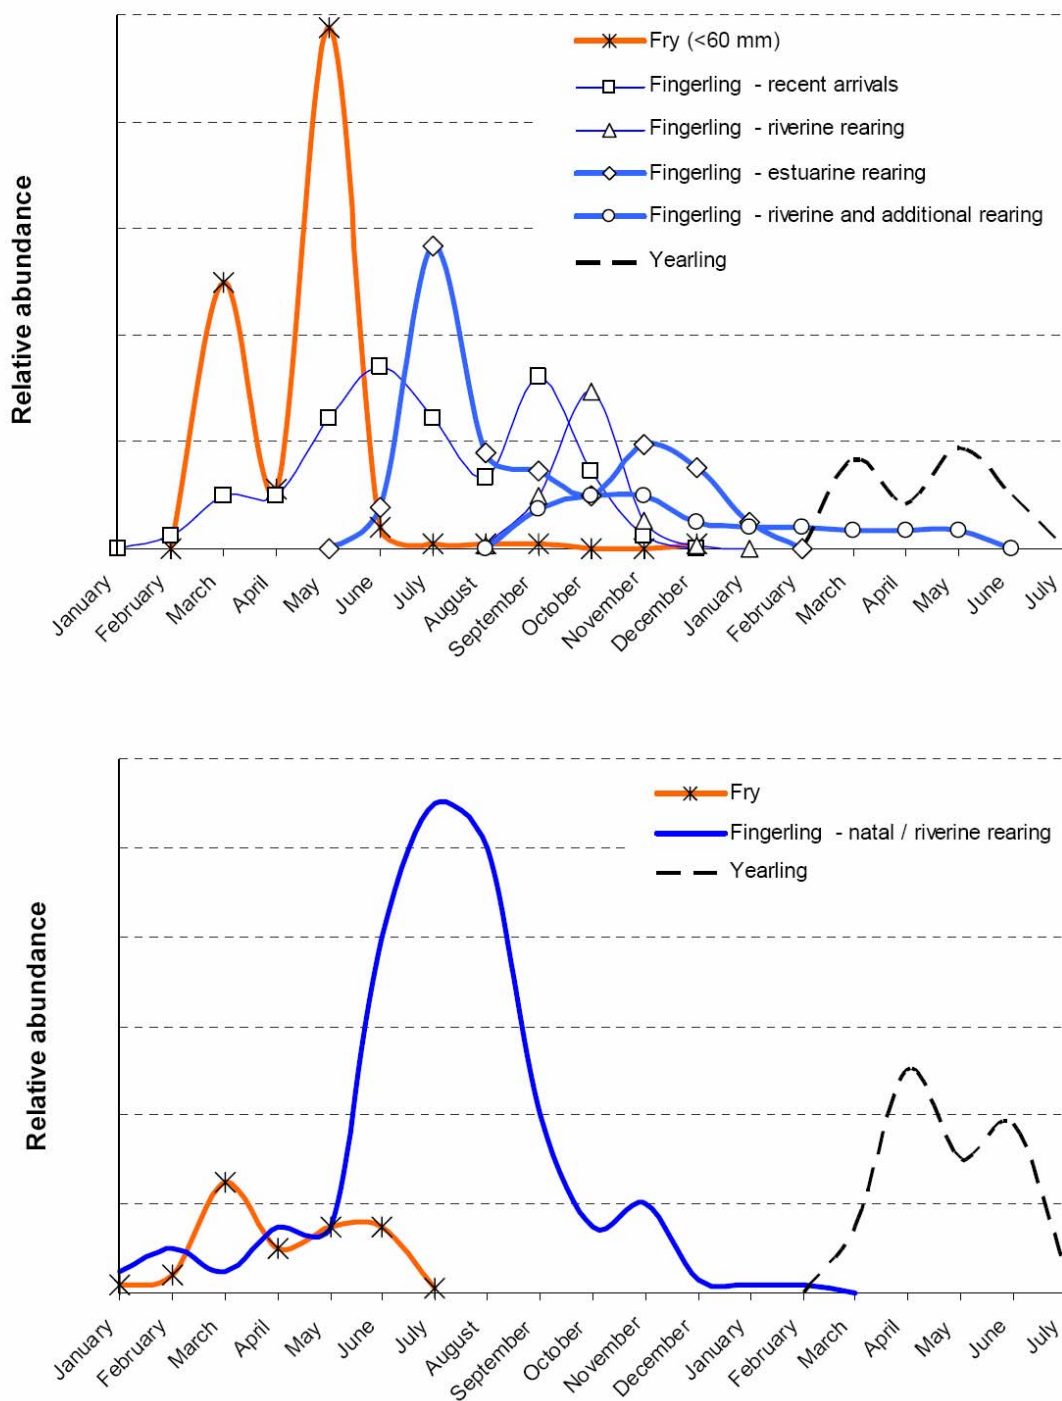 Relative abundance
Fry (<60 mm)
Fingerling - recent arrivals
Fingerling - riverine rearing
Fingerling - estuarine rearing
Fingerling - riverine and additional rearing
Yearling
January
February
March
April
May
June
July
August
September
October
November
December
January
February
March
April
May
June
July
Relative abundance
Fry
Fingerling - natal / riverine rearing
Yearling
January
February
March
April
May
June
July
August
September
October
November
December
January
February
March
April
May
June
July